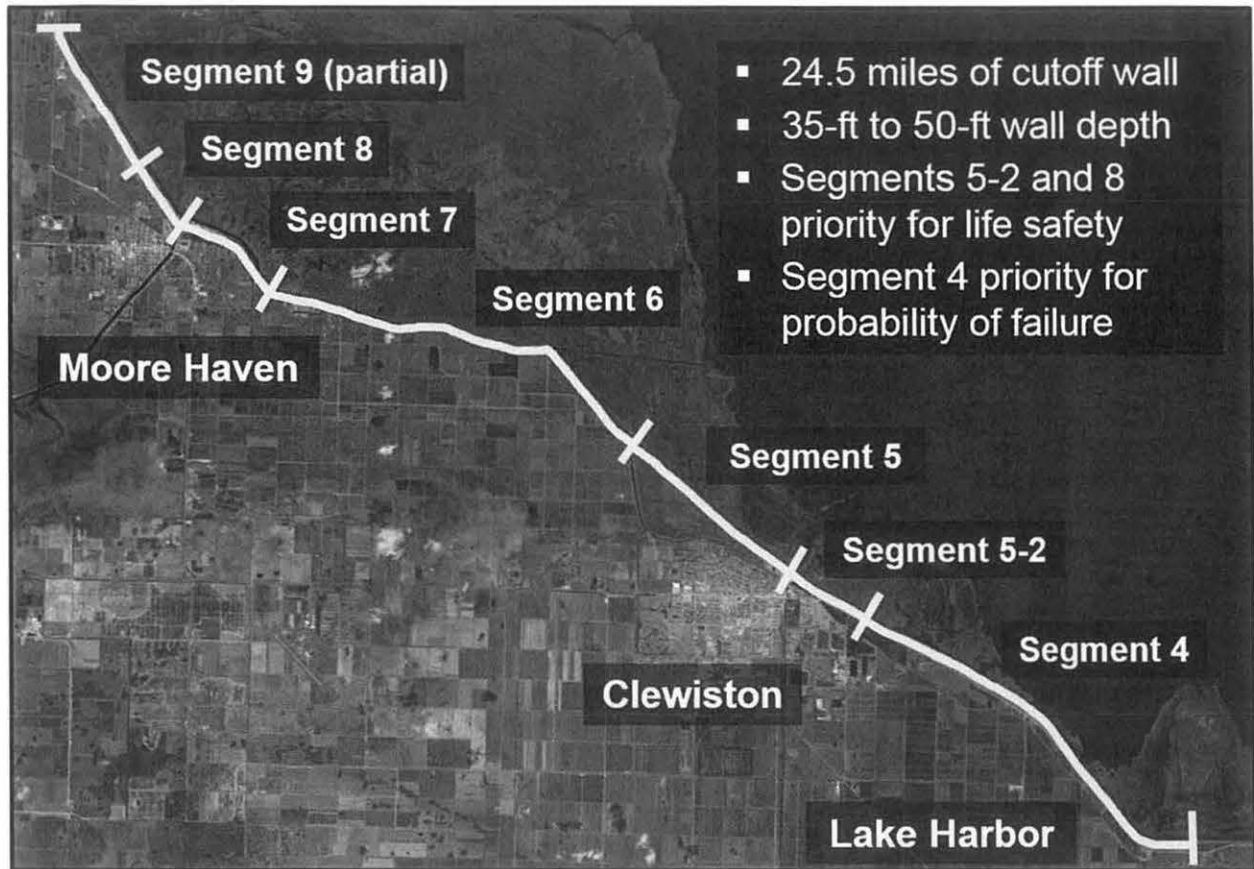 Segment 9 (partial)
Segment 8
Segment 7
Segment 6
Moore Haven
Segment 5
Segment 5-2
Segment 4
Clewiston
Lake Harbor
▪ 24.5 miles of cutoff wall
▪ 35-ft to 50-ft wall depth
▪ Segments 5-2 and 8
priority for life safety
▪ Segment 4 priority for
probability of failure